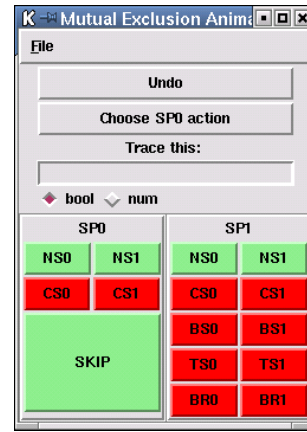 K Mutual Exclusion Anima
File
Undo
Choose SP0 action
Trace this:
bool num
SP0 SP1
NS0 NS1 NS0 NS1
CS0 CS1 CS0 CS1
BS0 BS1
SKIP TS0 TS1
BR0 BR1